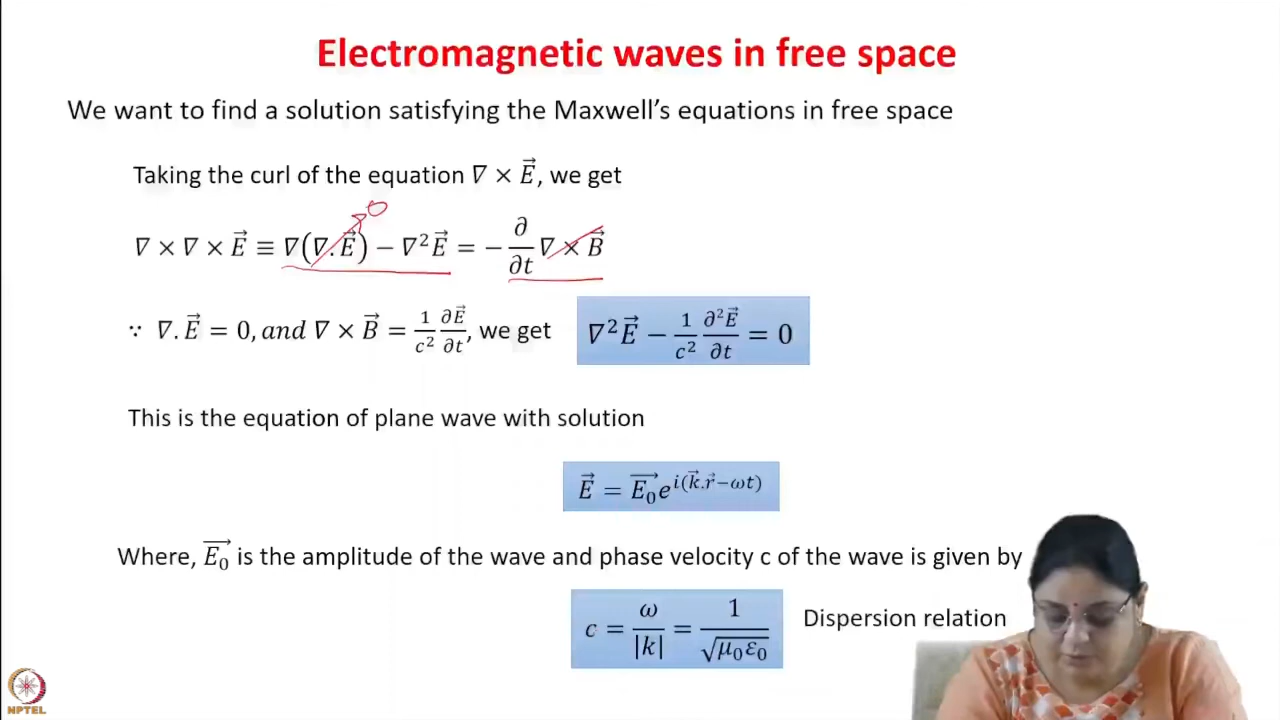 Electromagnetic waves in free space
We want to find a solution satisfying the Maxwell's equations in free space
Taking the curl of the equation ∇ × E⃗, we get
0
∇ × ∇ × E⃗ ≡ ∇(∇.E⃗) − ∇²E⃗ = − ∂/∂t ∇ × B⃗
∵ ∇.E⃗ = 0, and ∇ × B⃗ = 1/c² ∂E⃗/∂t, we get ∇²E⃗ − 1/c² ∂²E⃗/∂t = 0
This is the equation of plane wave with solution
E⃗ = E₀⃗ e^{i(k⃗.r⃗−ωt)}
Where, E₀⃗ is the amplitude of the wave and phase velocity c of the wave is given by
c = ω/|k| = 1/√μ₀ε₀ Dispersion relation
NPTEL